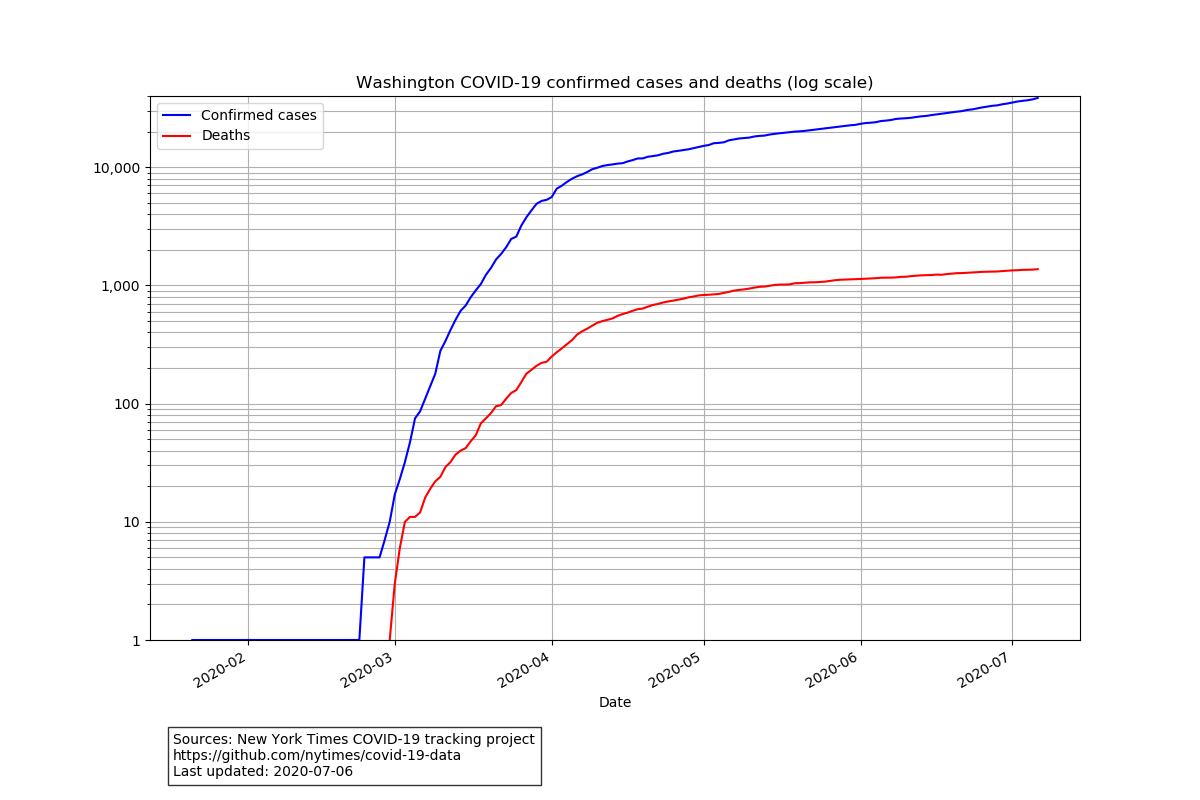 Washington COVID-19 confirmed cases and deaths (log scale)
Confirmed cases
Deaths
10,000
1,000
100
10
1
2020-02
2020-03
2020-04
2020-05
2020-06
2020-07
Date
Sources: New York Times COVID-19 tracking project
https://github.com/nytimes/covid-19-data
Last updated: 2020-07-06